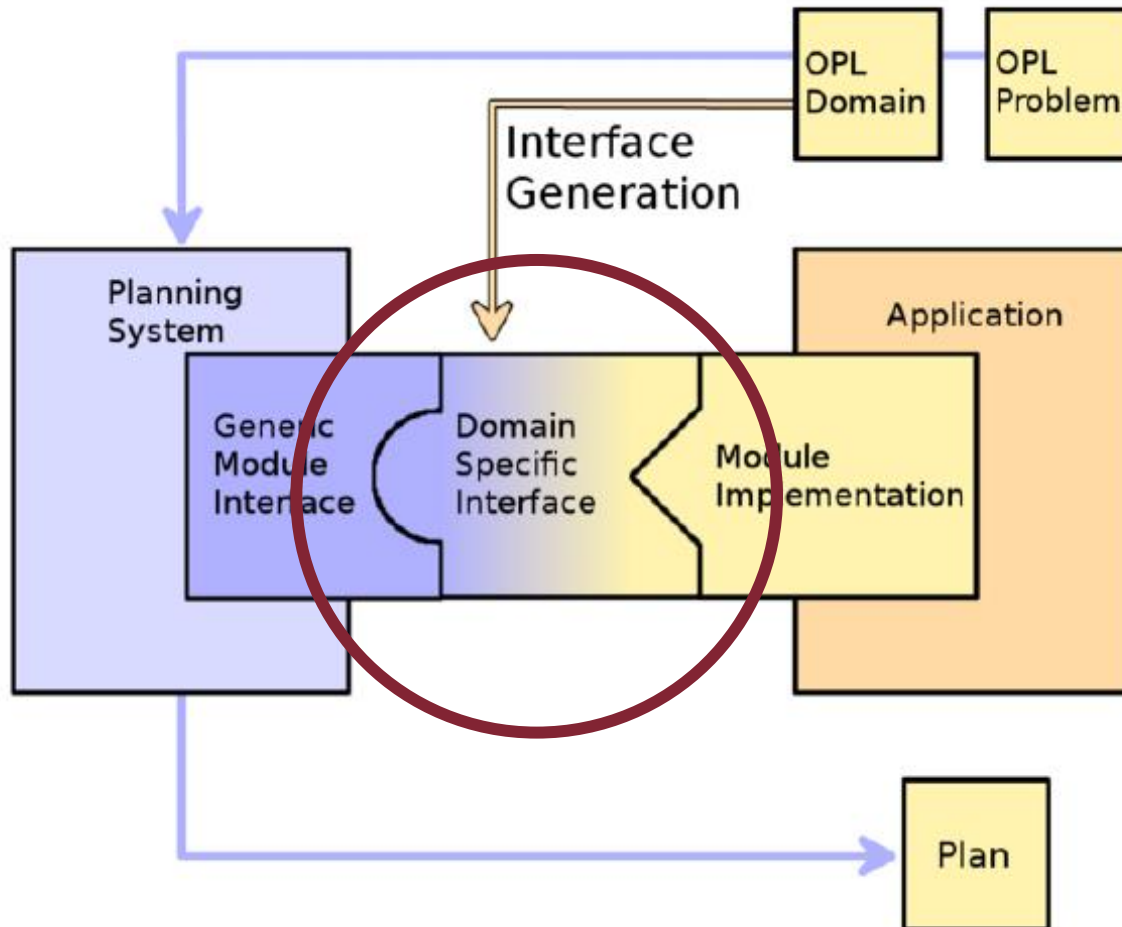 OPL
Domain
OPL
Problem
Interface
Generation
Planning
System
Application
Generic
Module
Interface
Domain
Specific
Interface
Module
Implementation
Plan